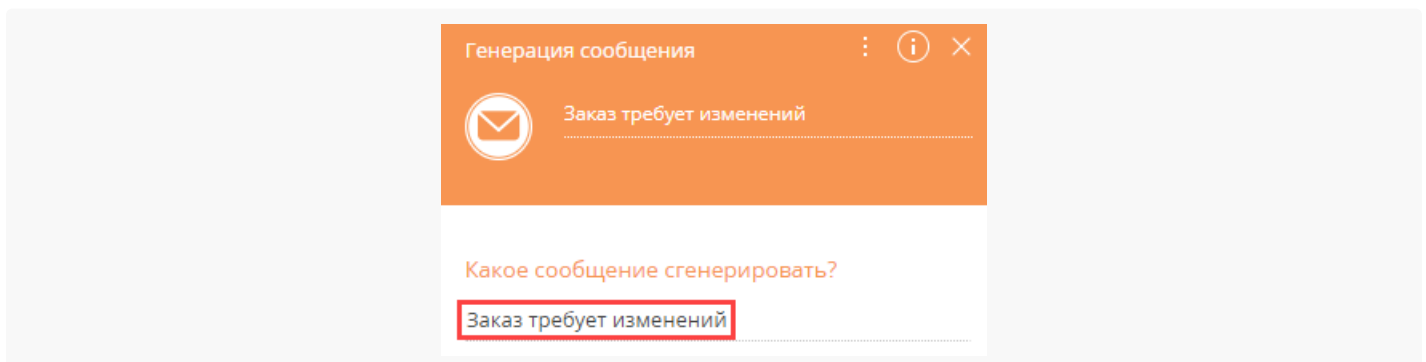 Генерация сообщения
Заказ требует изменений
Какое сообщение сгенерировать?
Заказ требует изменений